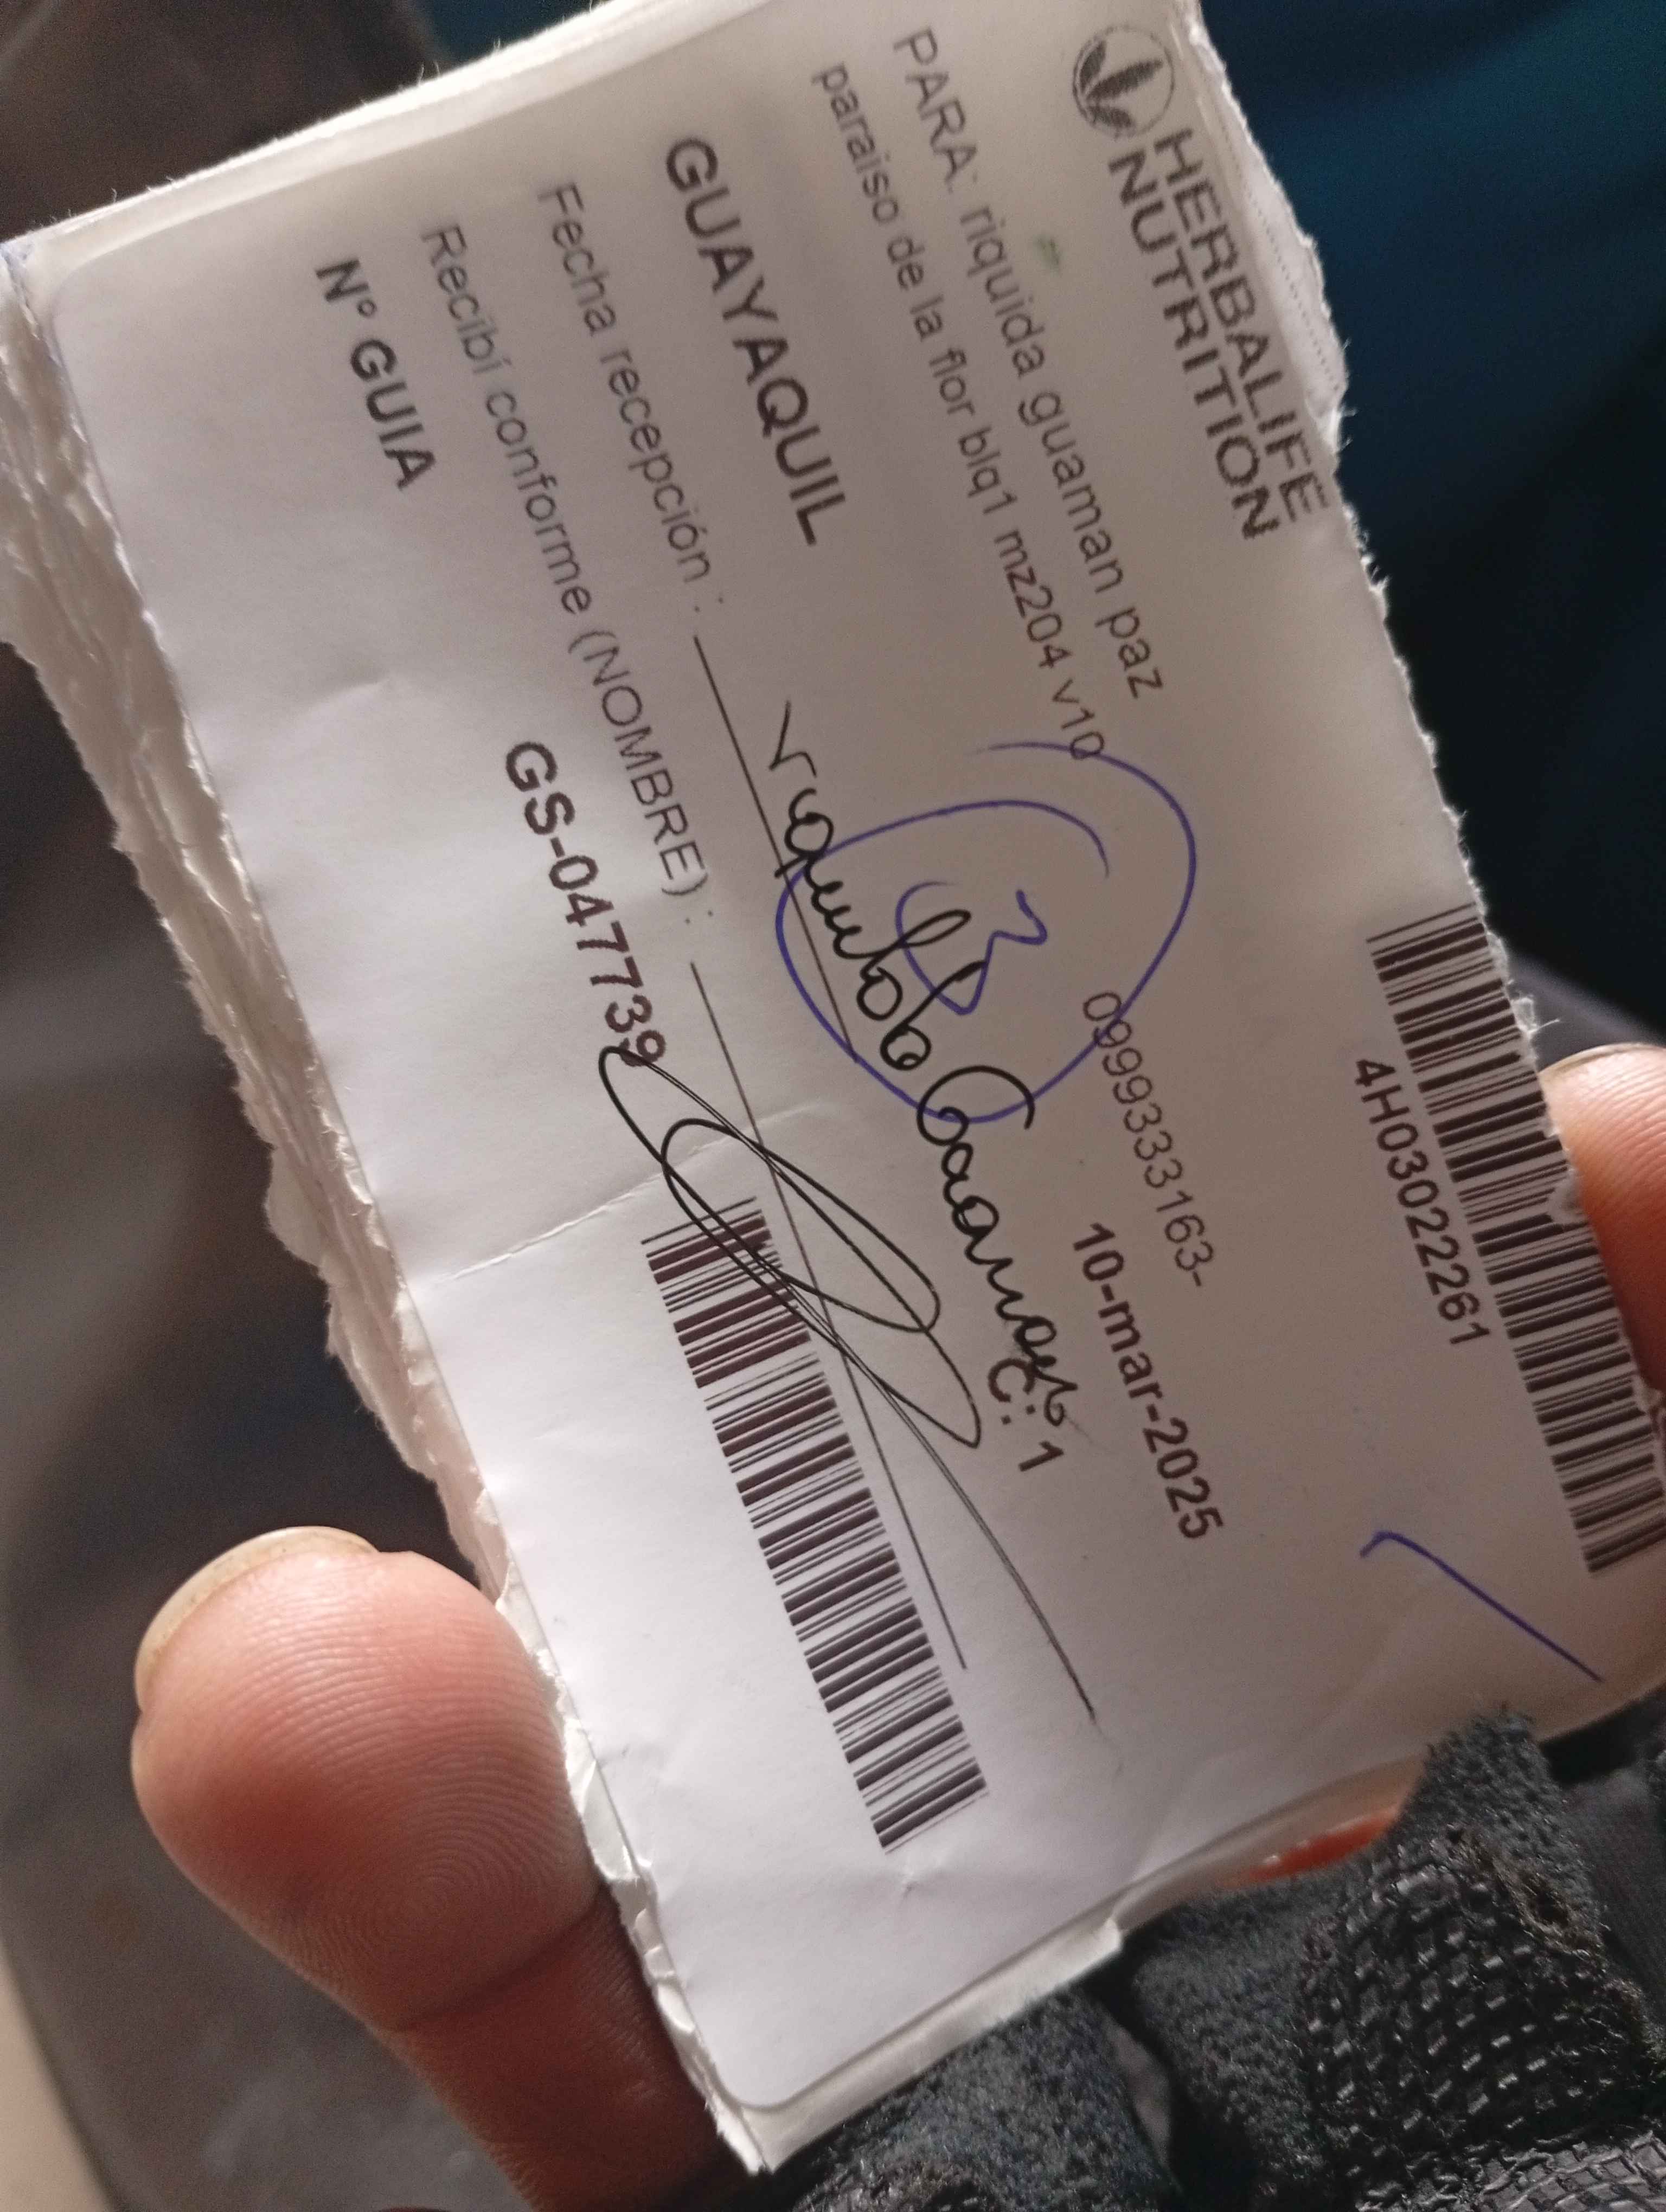 HERBALIFE
NUTRITION
4H03022261
PARA: riquida guaman paz
paraiso de la flor blq1 mz204 v10
0999333163-
GUAYAQUIL
10-mar-2025
3
Fecha recepción :
C: 1
Recibí conforme (NOMBRE) :
Nº GUIA
GS-047739